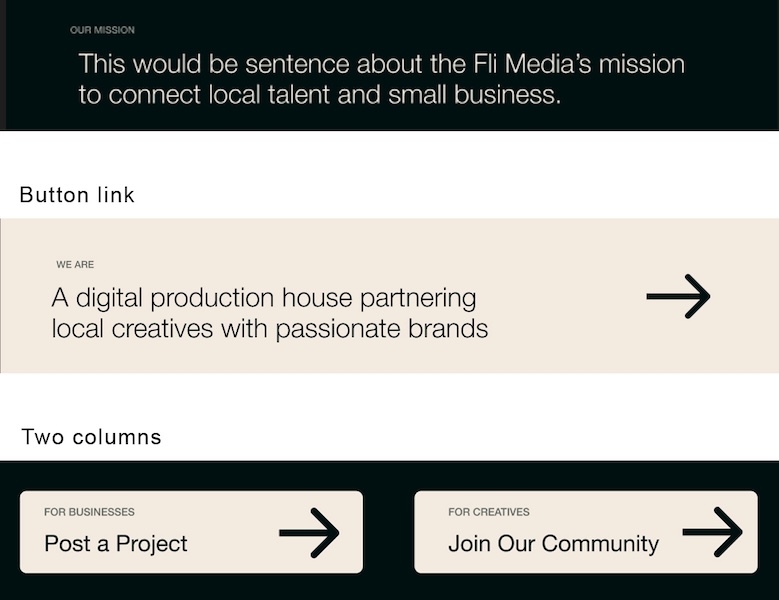 OUR MISSION
This would be sentence about the Fli Media’s mission
to connect local talent and small business.
Button link
WE ARE
A digital production house partnering
local creatives with passionate brands
Two columns
FOR BUSINESSES
Post a Project
FOR CREATIVES
Join Our Community